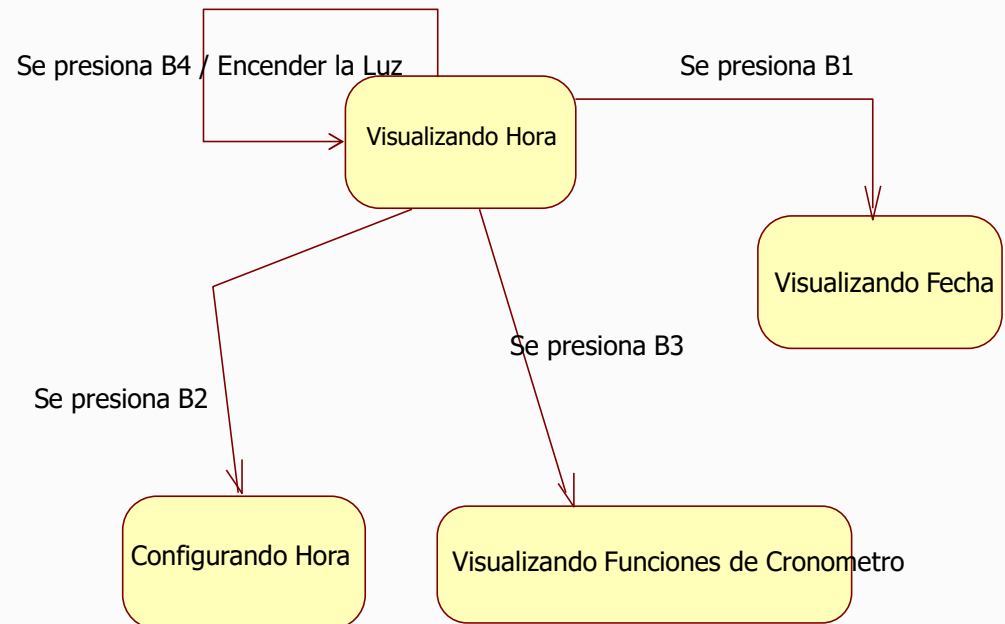 Se presiona B4 / Encender la Luz
Se presiona B1
Visualizando Hora
Visualizando Fecha
Se presiona B3
Se presiona B2
Configurando Hora
Visualizando Funciones de Cronometro